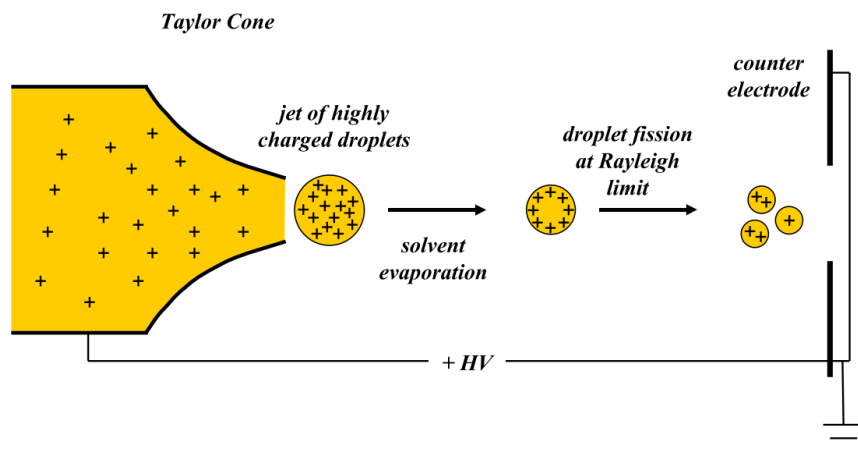 Taylor Cone
counter
electrode
jet of highly
charged droplets
droplet fission
at Rayleigh
limit
solvent
evaporation
+ HV